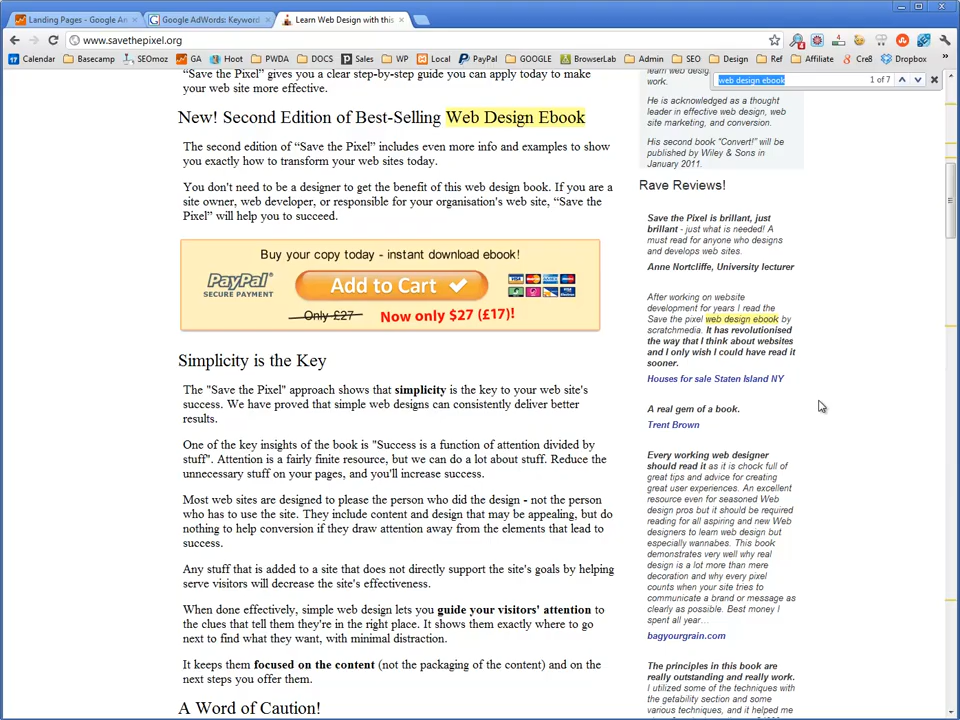 Landing Pages - Google An
Google AdWords: Keyword
Learn Web Design with this
www.savethepixel.org
Calendar Basecamp SEOmoz GA Hoot PWDA DOCS Sales WP Local PayPal GOOGLE BrowserLab Admin SEO Design Ref Affiliate Cre8 Dropbox
web design ebook 1 of 7
"Save the Pixel" gives you a clear step-by-step guide you can apply today to make
your web site more effective.
New! Second Edition of Best-Selling Web Design Ebook
The second edition of “Save the Pixel” includes even more info and examples to show
you exactly how to transform your web sites today.
You don't need to be a designer to get the benefit of this web design book. If you are a
site owner, web developer, or responsible for your organisation's web site, “Save the
Pixel” will help you to succeed.
Buy your copy today - instant download ebook!
PayPal
SECURE PAYMENT
Add to Cart
Only £27
Now only $27 (£17)!
Simplicity is the Key
The "Save the Pixel" approach shows that simplicity is the key to your web site's
success. We have proved that simple web designs can consistently deliver better
results.
One of the key insights of the book is "Success is a function of attention divided by
stuff". Attention is a fairly finite resource, but we can do a lot about stuff. Reduce the
unnecessary stuff on your pages, and you'll increase success.
Most web sites are designed to please the person who did the design - not the person
who has to use the site. They include content and design that may be appealing, but do
nothing to help conversion if they draw attention away from the elements that lead to
success.
Any stuff that is added to a site that does not directly support the site's goals by helping
serve visitors will decrease the site's effectiveness.
When done effectively, simple web design lets you guide your visitors' attention to
the clues that tell them they're in the right place. It shows them exactly where to go
next to find what they want, with minimal distraction.
It keeps them focused on the content (not the packaging of the content) and on the
next steps you offer them.
A Word of Caution!
learn web des
work.
He is acknowledged as a thought
leader in effective web design, web
site marketing, and conversion.
His second book "Convert!" will be
published by Wiley & Sons in
January 2011.
Rave Reviews!
Save the Pixel is brilliant, just
brilliant - just what is needed! A
must read for anyone who designs
and develops web sites.
Anne Nortcliffe, University lecturer
After working on website
development for years I read the
Save the pixel web design ebook by
scratchmedia. It has revolutionised
the way that I think about websites
and I only wish I could have read it
sooner.
Houses for sale Staten Island NY
A real gem of a book.
Trent Brown
Every working web designer
should read it as it is chock full of
great tips and advice for creating
great user experiences. An excellent
resource even for seasoned Web
design pros but it should be required
reading for all aspiring and new Web
designers to learn web design but
especially wannabes. This book
demonstrates very well why real
design is a lot more than mere
decoration and why every pixel
counts when your site tries to
communicate a brand or message as
clearly as possible. Best money I
spent all year…
bagyourgrain.com
The principles in this book are
really outstanding and really work.
I utilized some of the techniques with
the getability section and some
various techniques, and it helped me